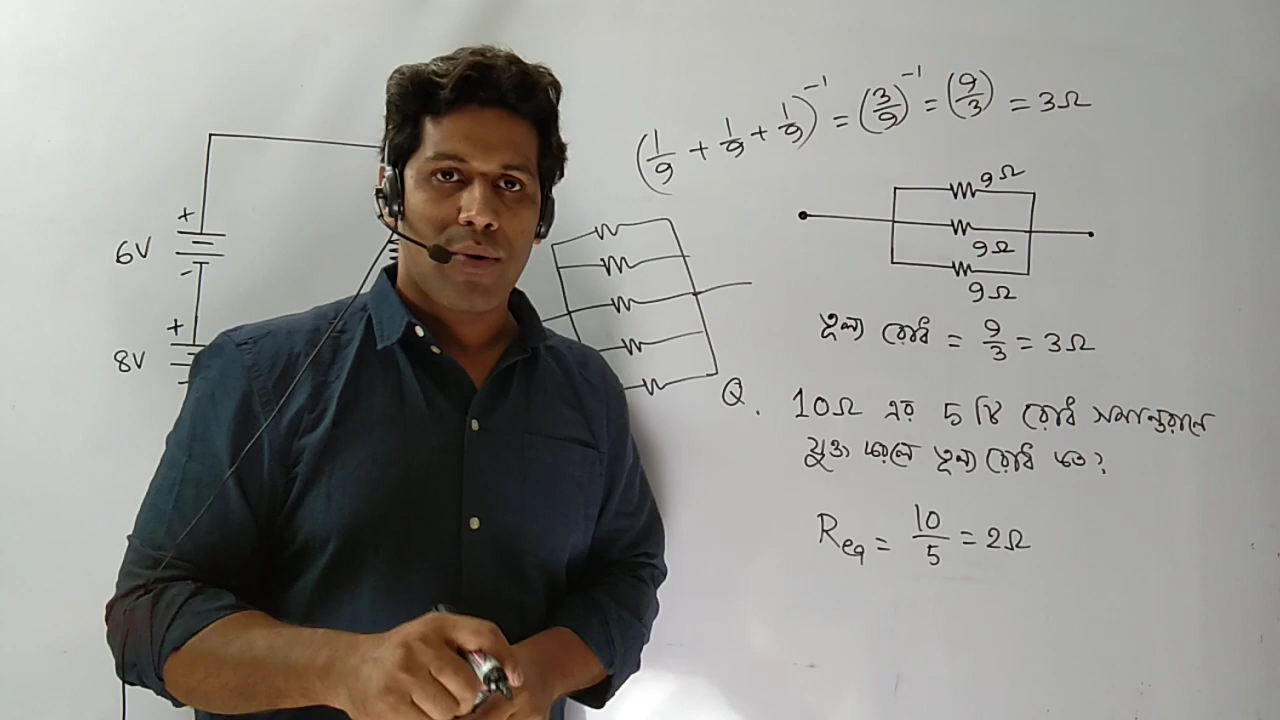 (1/9 + 1/9 + 1/9)⁻¹ = (3/9)⁻¹ = (9/3) = 3Ω
+
6V
-
+
8V
9Ω
9Ω
9Ω
তুল্য রোধ = 9/3 = 3Ω
Q. 10Ω এর 5 টি রোধ সমান্তরালে
যুক্ত হলে তুল্য রোধ কত?
Req = 10/5 = 2Ω